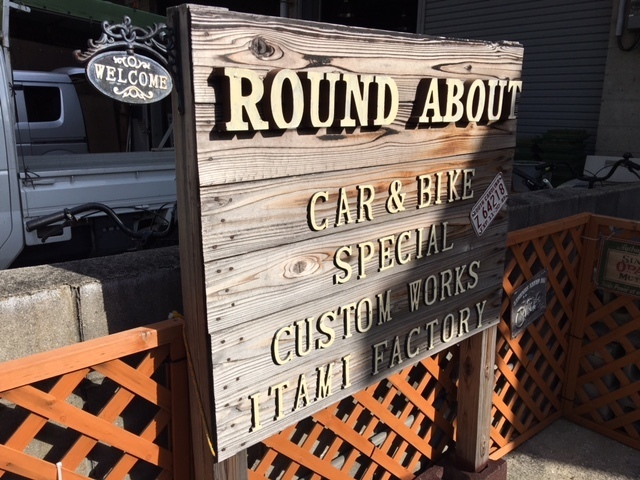 WELCOME
ROUND ABOUT
CAR & BIKE
SPECIAL
CUSTOM WORKS
ITAMI FACTORY